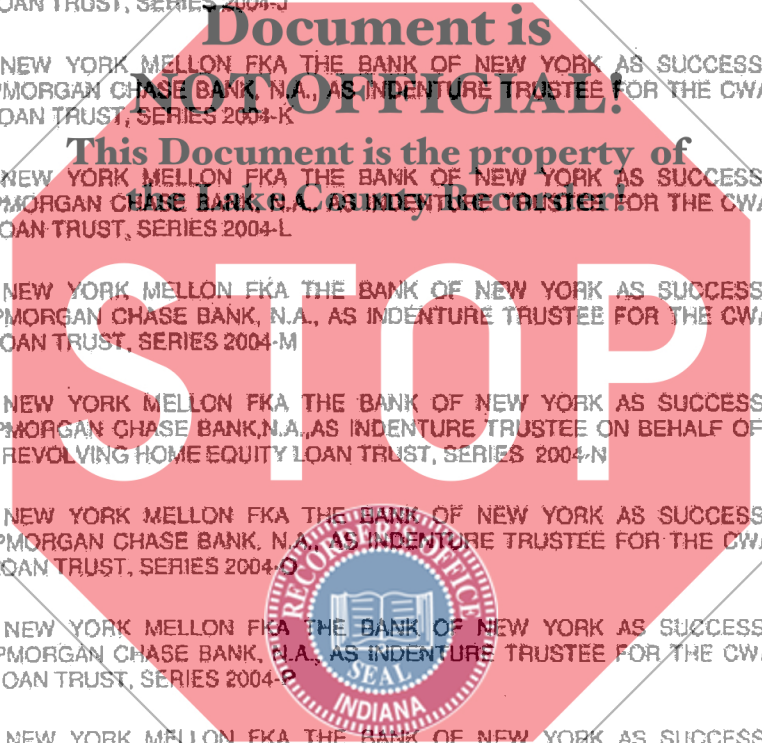 OAN TRUST, SERIES 2004-J
Document is
NEW YORK MELLON FKA THE BANK OF NEW YORK AS SUCCESS
NOT OFFICIAL!
PMORGAN CHASE BANK, N.A., AS INDENTURE TRUSTEE FOR THE CWA
OAN TRUST, SERIES 2004-K
This Document is the property of
NEW YORK MELLON FKA THE BANK OF NEW YORK AS SUCCESS
the Lake County Recorder!
PMORGAN CHASE BANK, N.A., AS INDENTURE TRUSTEE FOR THE CWA
OAN TRUST, SERIES 2004-L
STOP
NEW YORK MELLON FKA THE BANK OF NEW YORK AS SUCCESS
PMORGAN CHASE BANK, N.A., AS INDENTURE TRUSTEE FOR THE CWA
OAN TRUST, SERIES 2004-M
NEW YORK MELLON FKA THE BANK OF NEW YORK AS SUCCESS
PMORGAN CHASE BANK,N.A.,AS INDENTURE TRUSTEE ON BEHALF OF
REVOLVING HOME EQUITY LOAN TRUST, SERIES 2004-N
NEW YORK MELLON FKA THE BANK OF NEW YORK AS SUCCESS
PMORGAN CHASE BANK, N.A., AS INDENTURE TRUSTEE FOR THE CWA
OAN TRUST, SERIES 2004-O
RECORDER'S OFFICE
SEAL
INDIANA
NEW YORK MELLON FKA THE BANK OF NEW YORK AS SUCCESS
PMORGAN CHASE BANK, N.A., AS INDENTURE TRUSTEE FOR THE CWA
OAN TRUST, SERIES 2004-P
NEW YORK MELLON FKA THE BANK OF NEW YORK AS SUCCESS